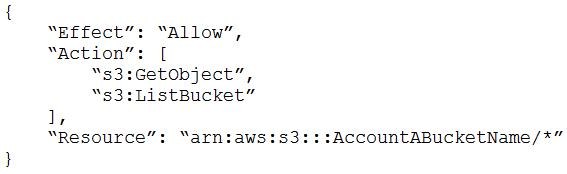 {
“Effect”: “Allow”,
“Action”: [
“s3:GetObject”,
“s3:ListBucket”
],
“Resource”: “arn:aws:s3:::AccountABucketName/*”
}